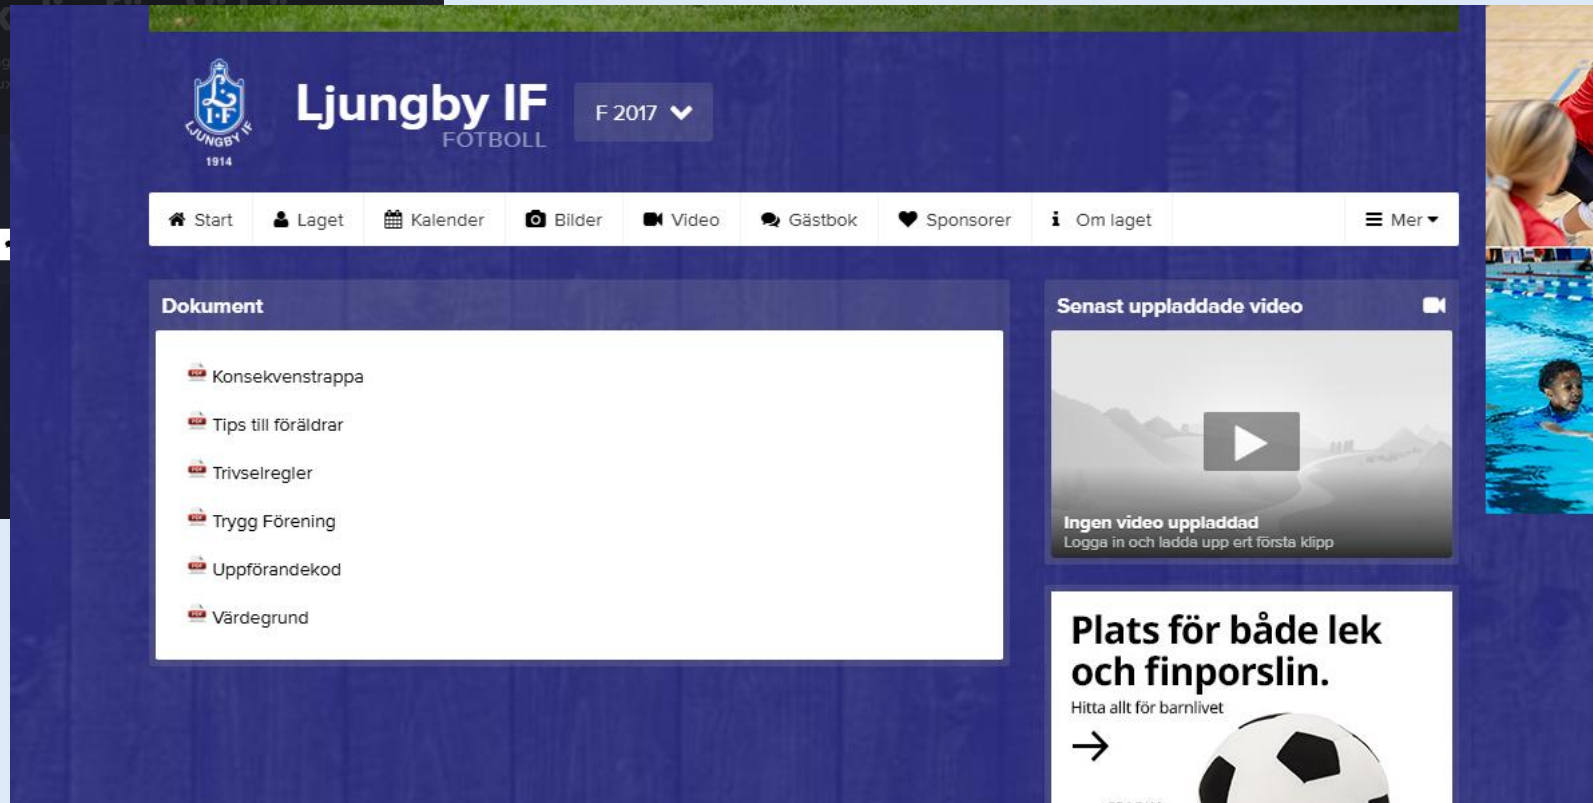 L
I·F
LJUNGBY IF
1914
Ljungby IF
FOTBOLL
F 2017
Start
Laget
Kalender
Bilder
Video
Gästbok
Sponsorer
Om laget
Mer
Dokument
Konsekvenstrappa
Tips till föräldrar
Trivselregler
Trygg Förening
Uppförandekod
Värdegrund
Senast uppladdade video
Ingen video uppladdad
Logga in och ladda upp ert första klipp
Plats för både lek
och finporslin.
Hitta allt för barnlivet